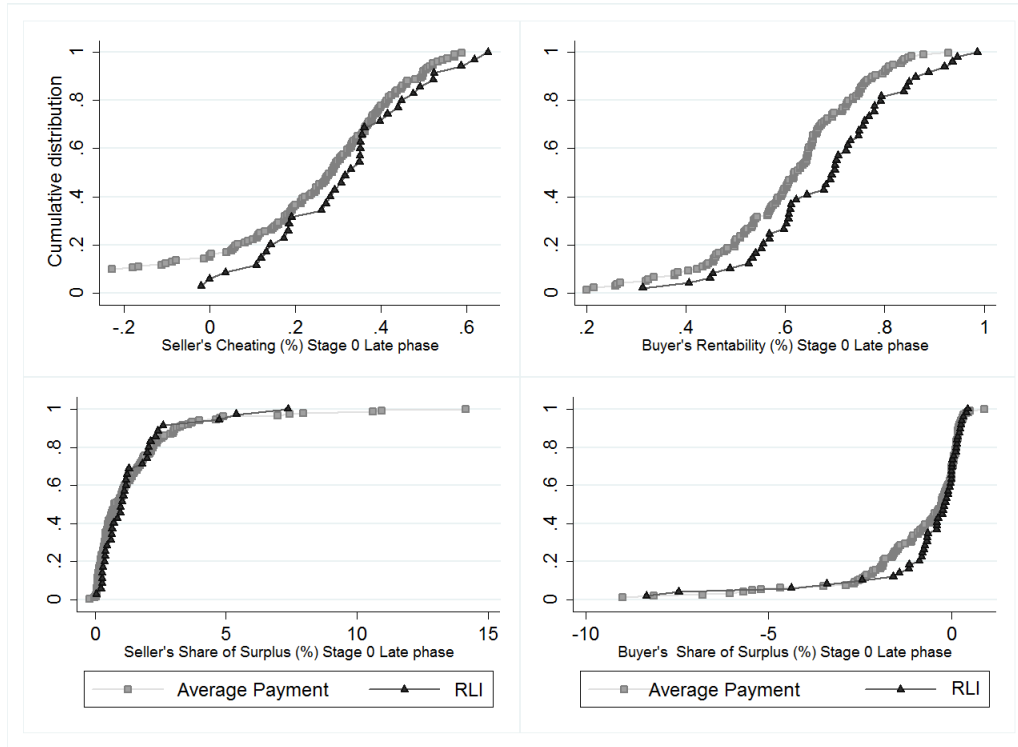 Cumulative distribution
1
.8
.6
.4
.2
0
-.2 0 .2 .4 .6
Seller's Cheating (%) Stage 0 Late phase
1
.8
.6
.4
.2
0
.2 .4 .6 .8 1
Buyer's Rentability (%) Stage 0 Late phase
1
.8
.6
.4
.2
0
0 5 10 15
Seller's Share of Surplus (%) Stage 0 Late phase
Average Payment RLI
1
.8
.6
.4
.2
0
-10 -5 0
Buyer's Share of Surplus (%) Stage 0 Late phase
Average Payment RLI